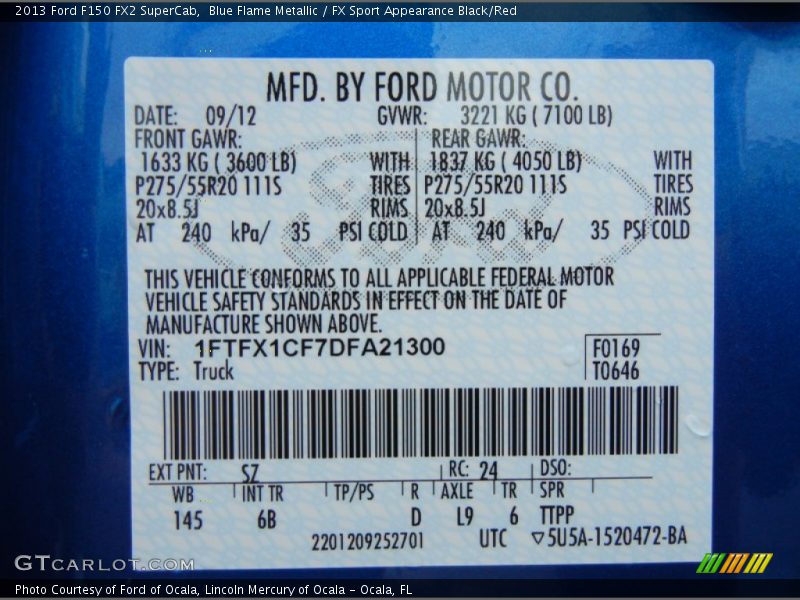 2013 Ford F150 FX2 SuperCab,  Blue Flame Metallic / FX Sport Appearance Black/Red
MFD. BY FORD MOTOR CO.
DATE: 09/12 GVWR: 3221 KG ( 7100 LB)
FRONT GAWR: REAR GAWR:
1633 KG ( 3600 LB) WITH 1837 KG ( 4050 LB) WITH
P275/55R20 111S TIRES P275/55R20 111S TIRES
20x8.5J RIMS 20x8.5J RIMS
AT 240 kPa/ 35 PSI COLD AT 240 kPa/ 35 PSI COLD
THIS VEHICLE CONFORMS TO ALL APPLICABLE FEDERAL MOTOR
VEHICLE SAFETY STANDARDS IN EFFECT ON THE DATE OF
MANUFACTURE SHOWN ABOVE.
VIN: 1FTFX1CF7DFA21300 F0169
TYPE: Truck T0646
EXT PNT: SZ RC: 24 DSO:
WB INT TR TP/PS R AXLE TR SPR
145 6B D L9 6 TTPP
2201209252701 UTC ▽5U5A-1520472-BA
GTCARLOT.COM
Photo Courtesy of Ford of Ocala, Lincoln Mercury of Ocala - Ocala, FL